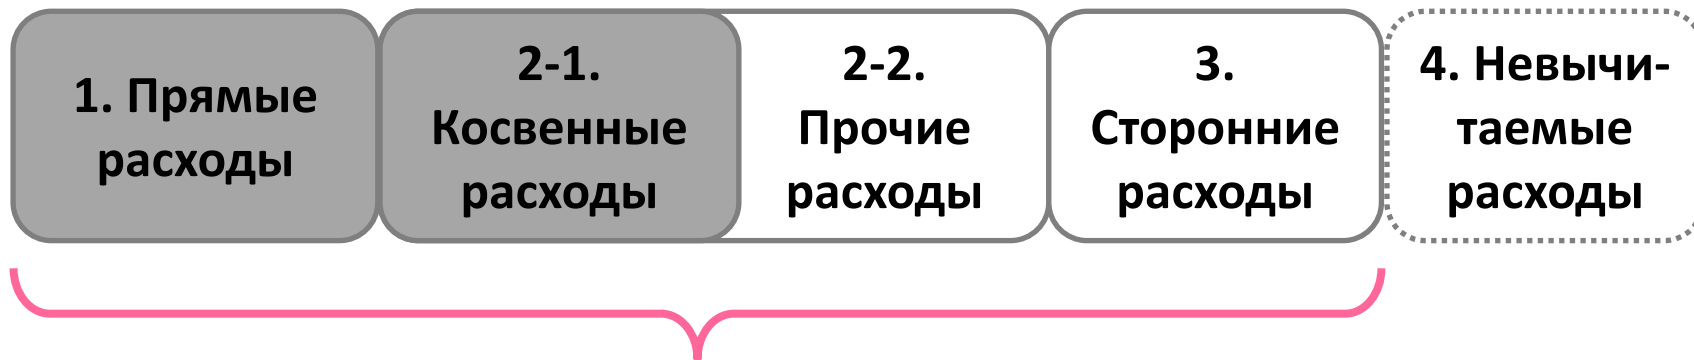 1. Прямые
расходы
2-1.
Косвенные
расходы
2-2.
Прочие
расходы
3.
Сторонние
расходы
4. Невычи-
таемые
расходы